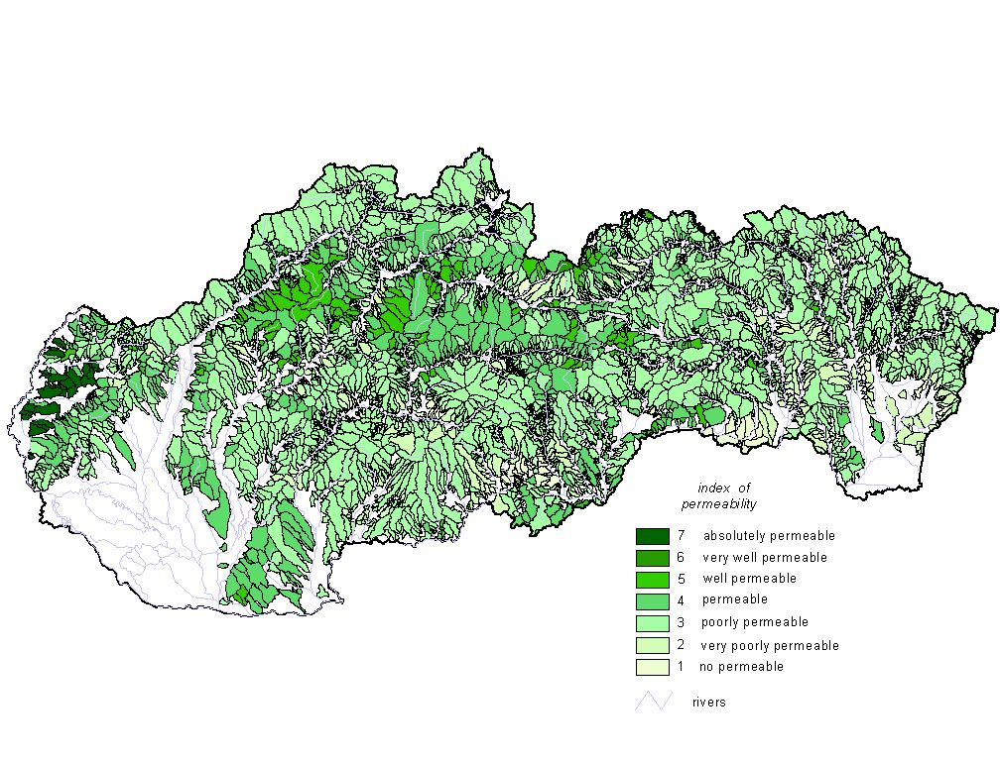 index of
permeability
7 absolutely permeable
6 very well permeable
5 well permeable
4 permeable
3 poorly permeable
2 very poorly permeable
1 no permeable
rivers